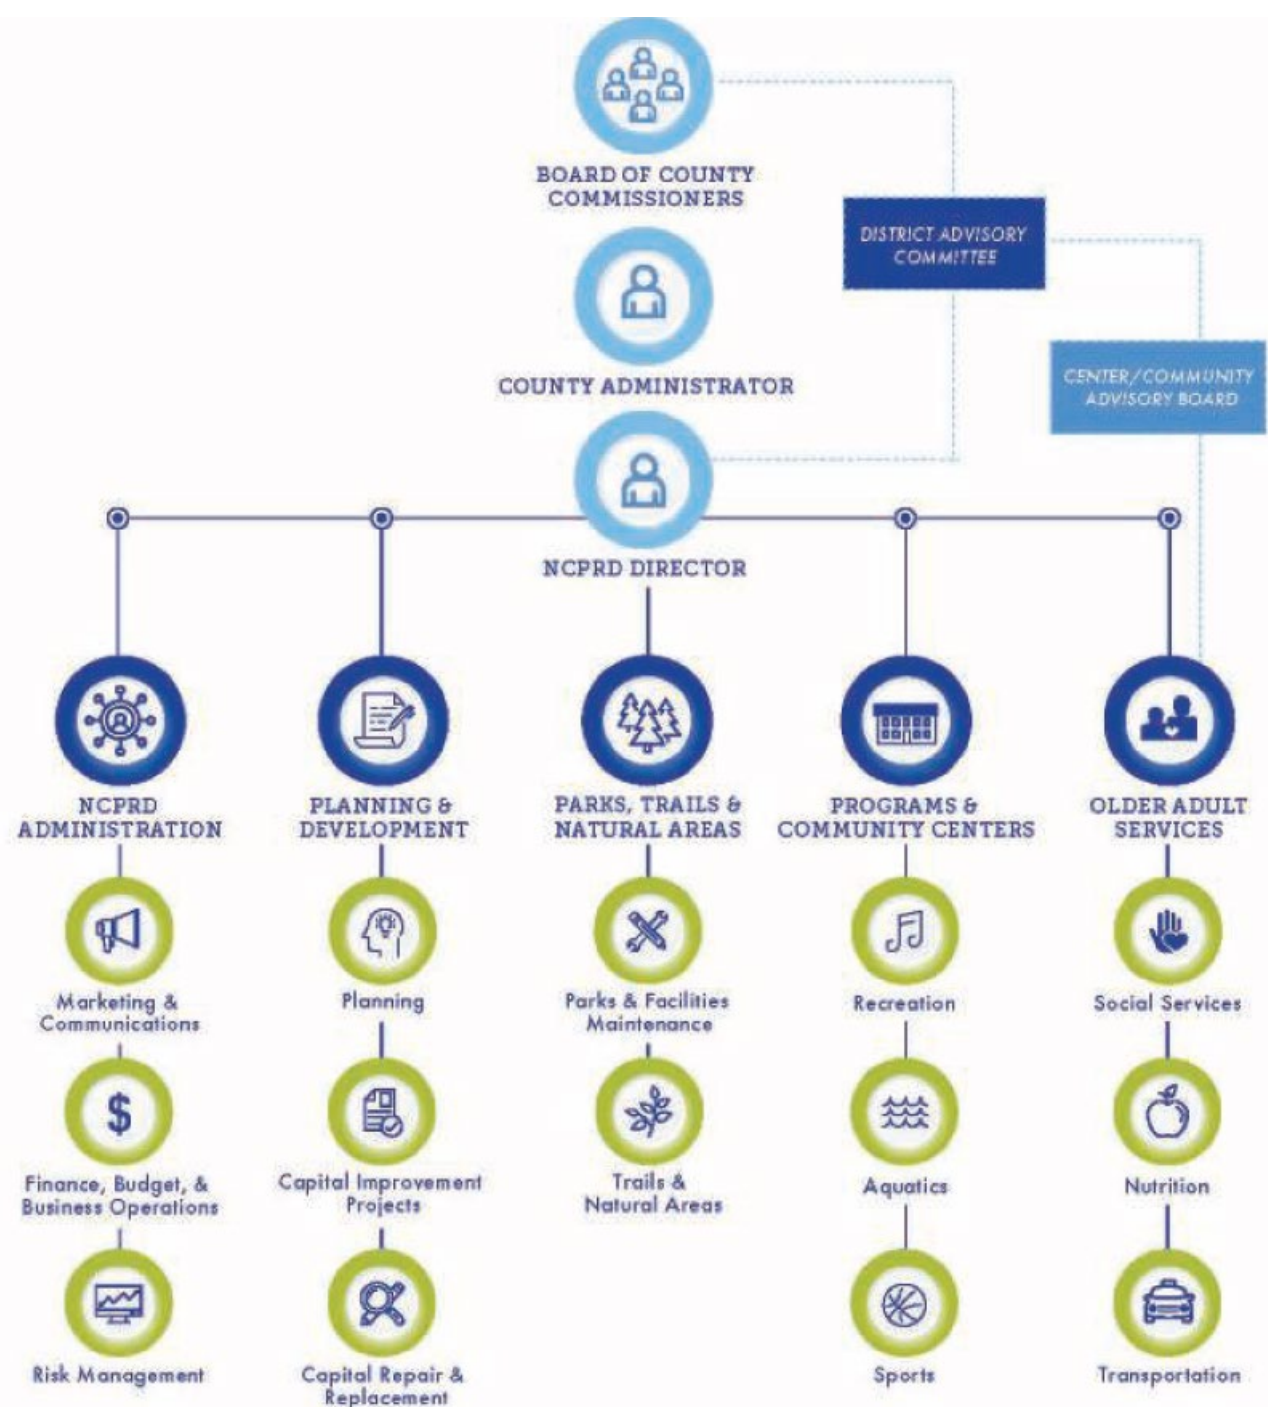 BOARD OF COUNTY
COMMISSIONERS
DISTRICT ADVISORY
COMMITTEE
COUNTY ADMINISTRATOR
CENTER/COMMUNITY
ADVISORY BOARD
NCPRD DIRECTOR
NCPRD
ADMINISTRATION
PLANNING &
DEVELOPMENT
PARKS, TRAILS &
NATURAL AREAS
PROGRAMS &
COMMUNITY CENTERS
OLDER ADULT
SERVICES
Marketing &
Communications
Planning
Parks & Facilities
Maintenance
Recreation
Social Services
$
Finance, Budget, &
Business Operations
Capital Improvement
Projects
Trails &
Natural Areas
Aquatics
Nutrition
Risk Management
Capital Repair &
Replacement
Sports
Transportation